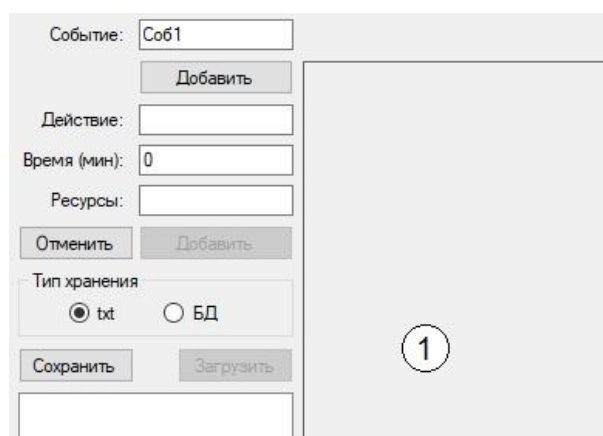 Событие: Соб1
Добавить
Действие:
Время (мин): 0
Ресурсы:
Отменить Добавить
Тип хранения
txt БД
Сохранить Загрузить
1